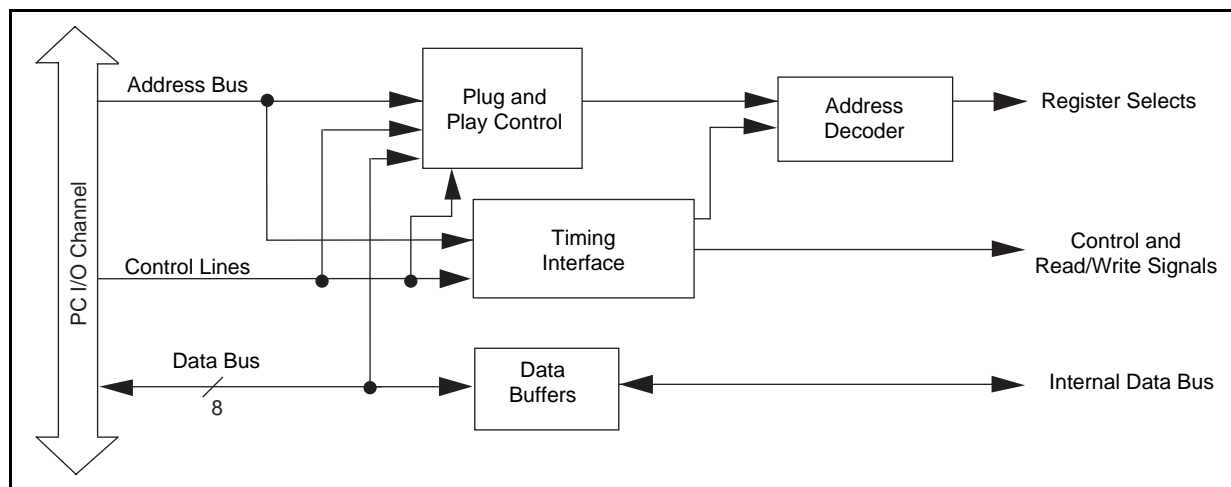 PC I/O Channel
Address Bus
Plug and
Play Control
Address
Decoder
Register Selects
Control Lines
Timing
Interface
Control and
Read/Write Signals
Data Bus
8
Data
Buffers
Internal Data Bus